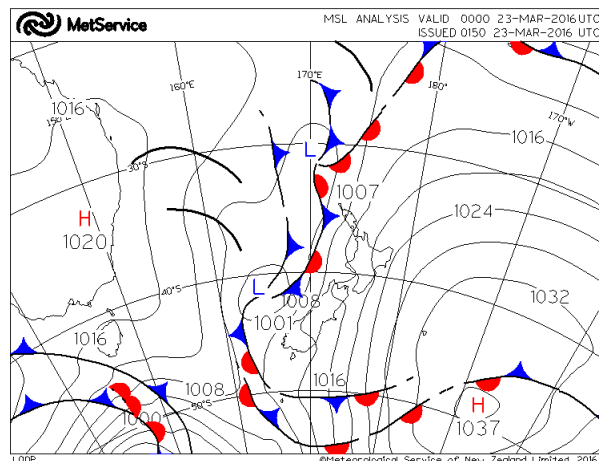 MetService
MSL ANALYSIS VALID 0000 23-MAR-2016 UTC
ISSUED 0150 23-MAR-2016 UTC
170°E
160°E
180°
1016
170°W
1016
L
30°S
1007
H
1020
1024
40°S
L
1008
1032
1001
1016
1008
1016
50°S
H
1000
1037
©Meteorological Service of New Zealand Limited, 2016